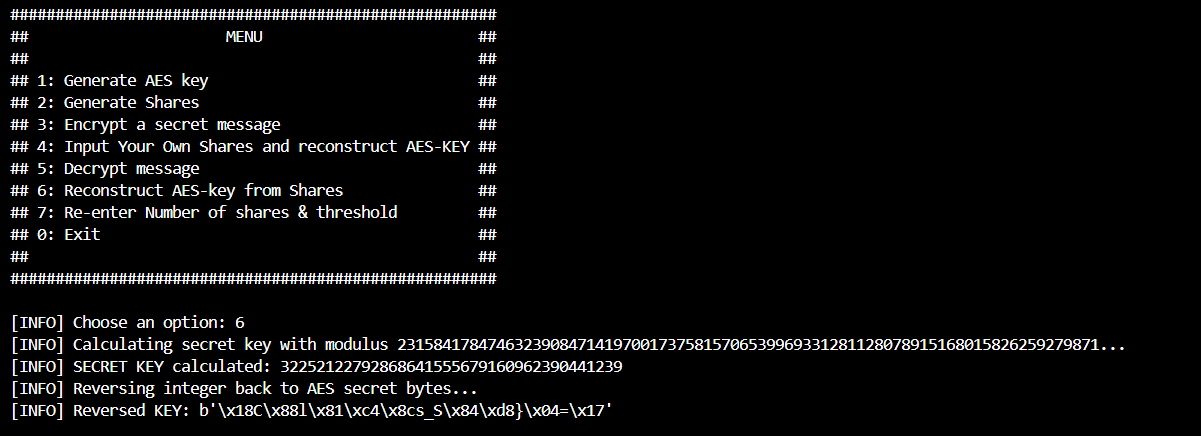 ######################################################
##                      MENU                        ##
##                                                  ##
## 1: Generate AES key                              ##
## 2: Generate Shares                               ##
## 3: Encrypt a secret message                      ##
## 4: Input Your Own Shares and reconstruct AES-KEY ##
## 5: Decrypt message                               ##
## 6: Reconstruct AES-key from Shares               ##
## 7: Re-enter Number of shares & threshold         ##
## 0: Exit                                          ##
##                                                  ##
######################################################
[INFO] Choose an option: 6
[INFO] Calculating secret key with modulus 231584178474632390847141970017375815706539969331281128078915168015826259279871...
[INFO] SECRET KEY calculated: 32252122792868641555679160962390441239
[INFO] Reversing integer back to AES secret bytes...
[INFO] Reversed KEY: b'\x18C\x88l\x81\xc4\x8cs_S\x84\xd8}\x04=\x17'